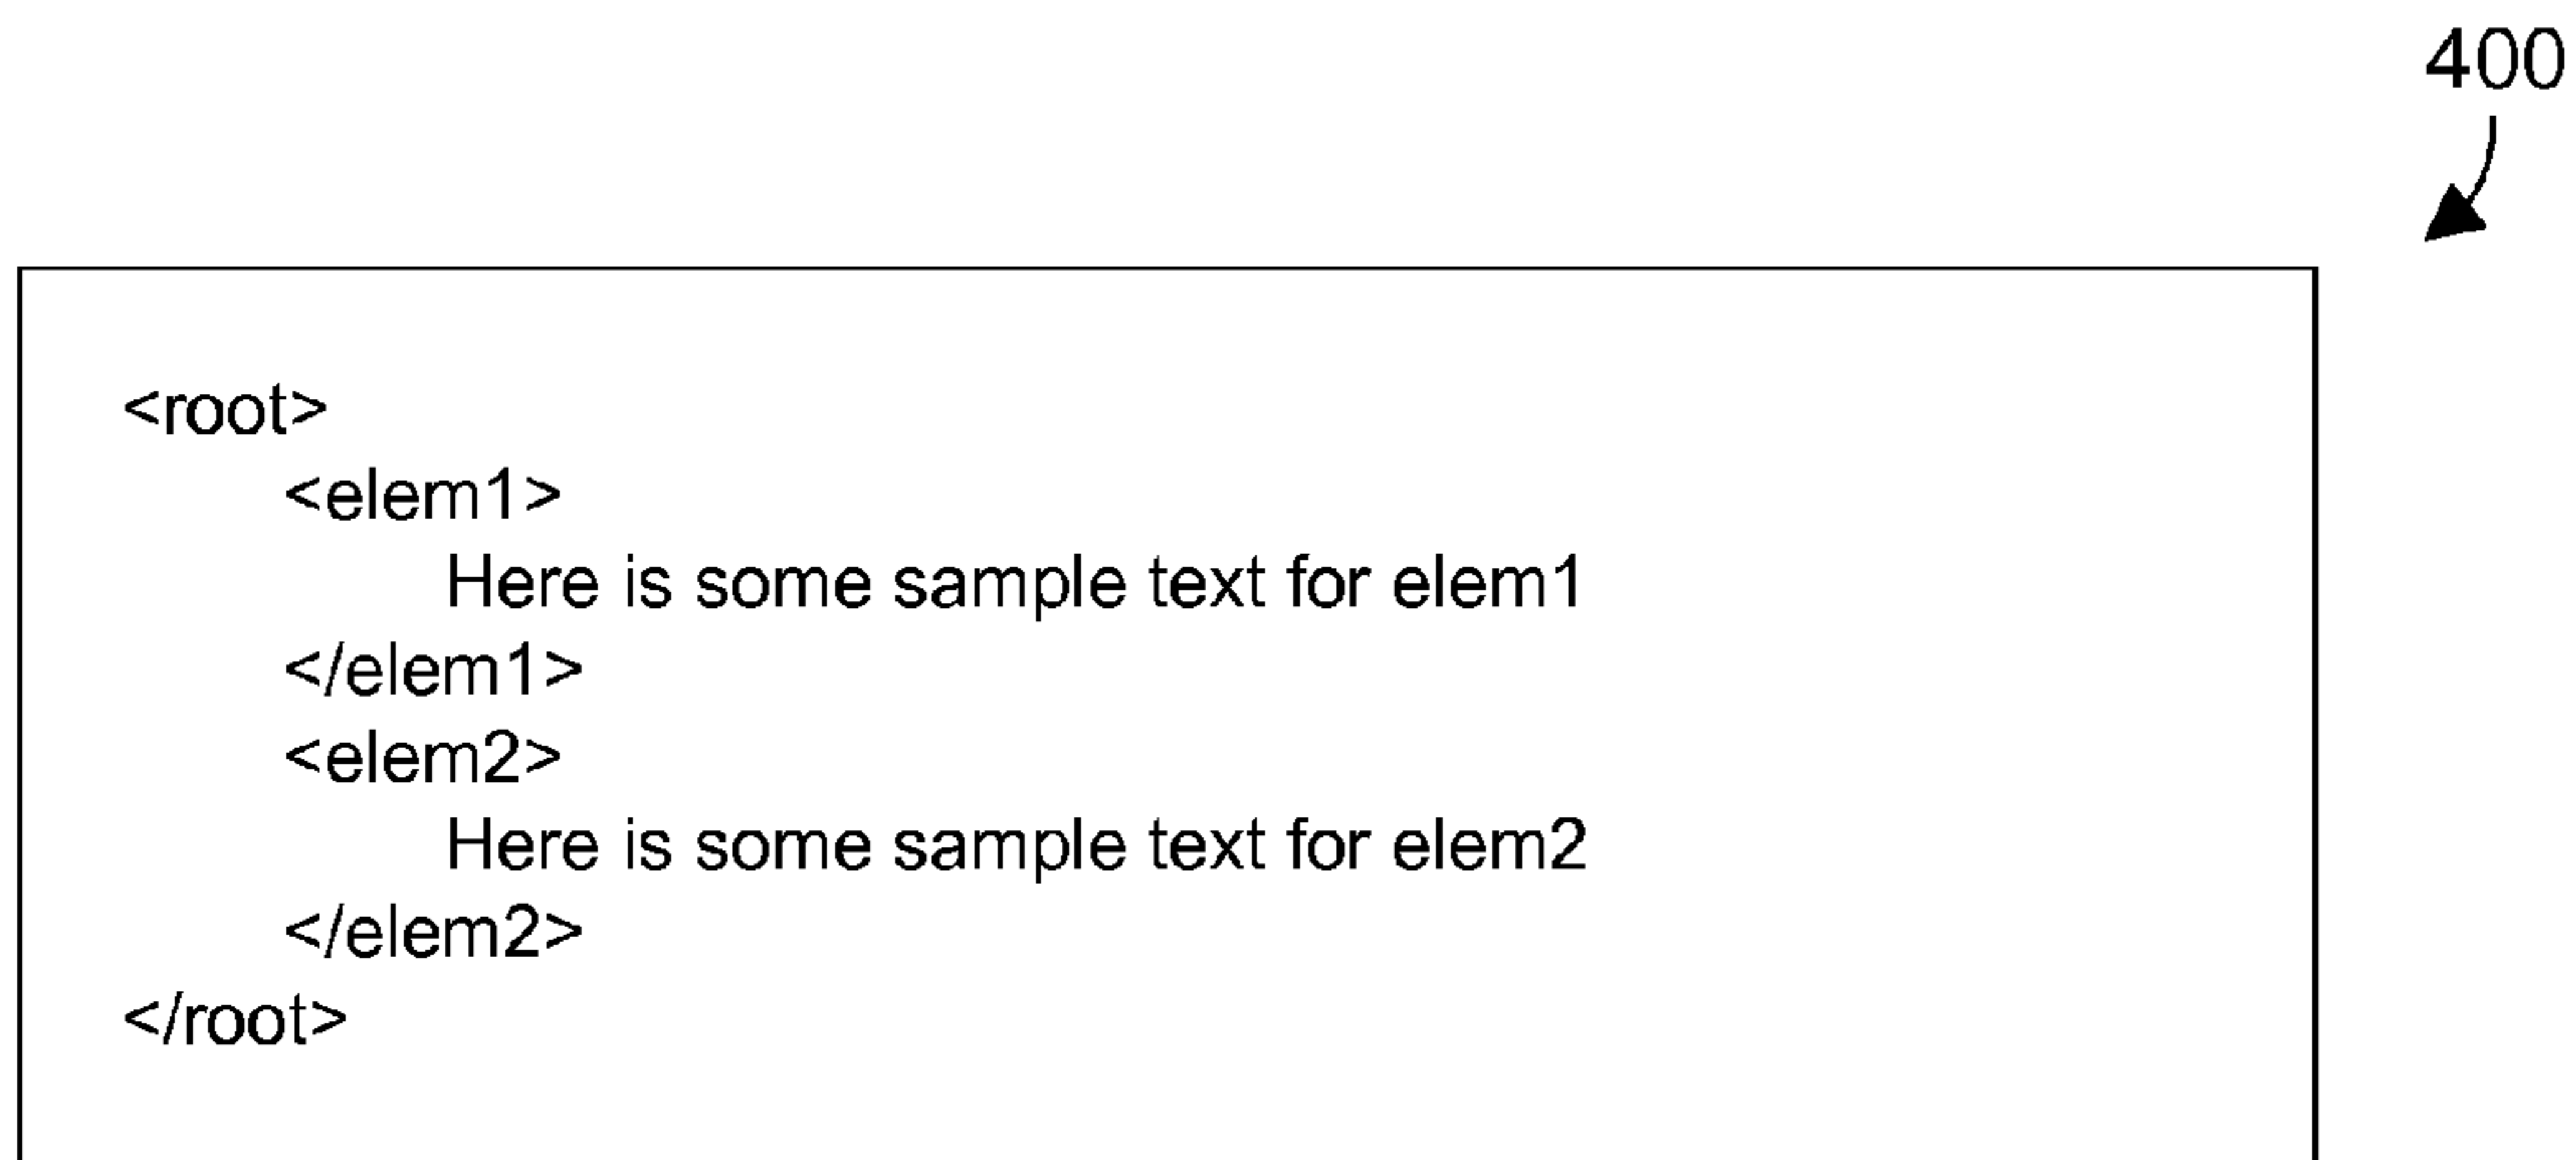 400
<root>
<elem1>
Here is some sample text for elem1
</elem1>
<elem2>
Here is some sample text for elem2
</elem2>
</root>